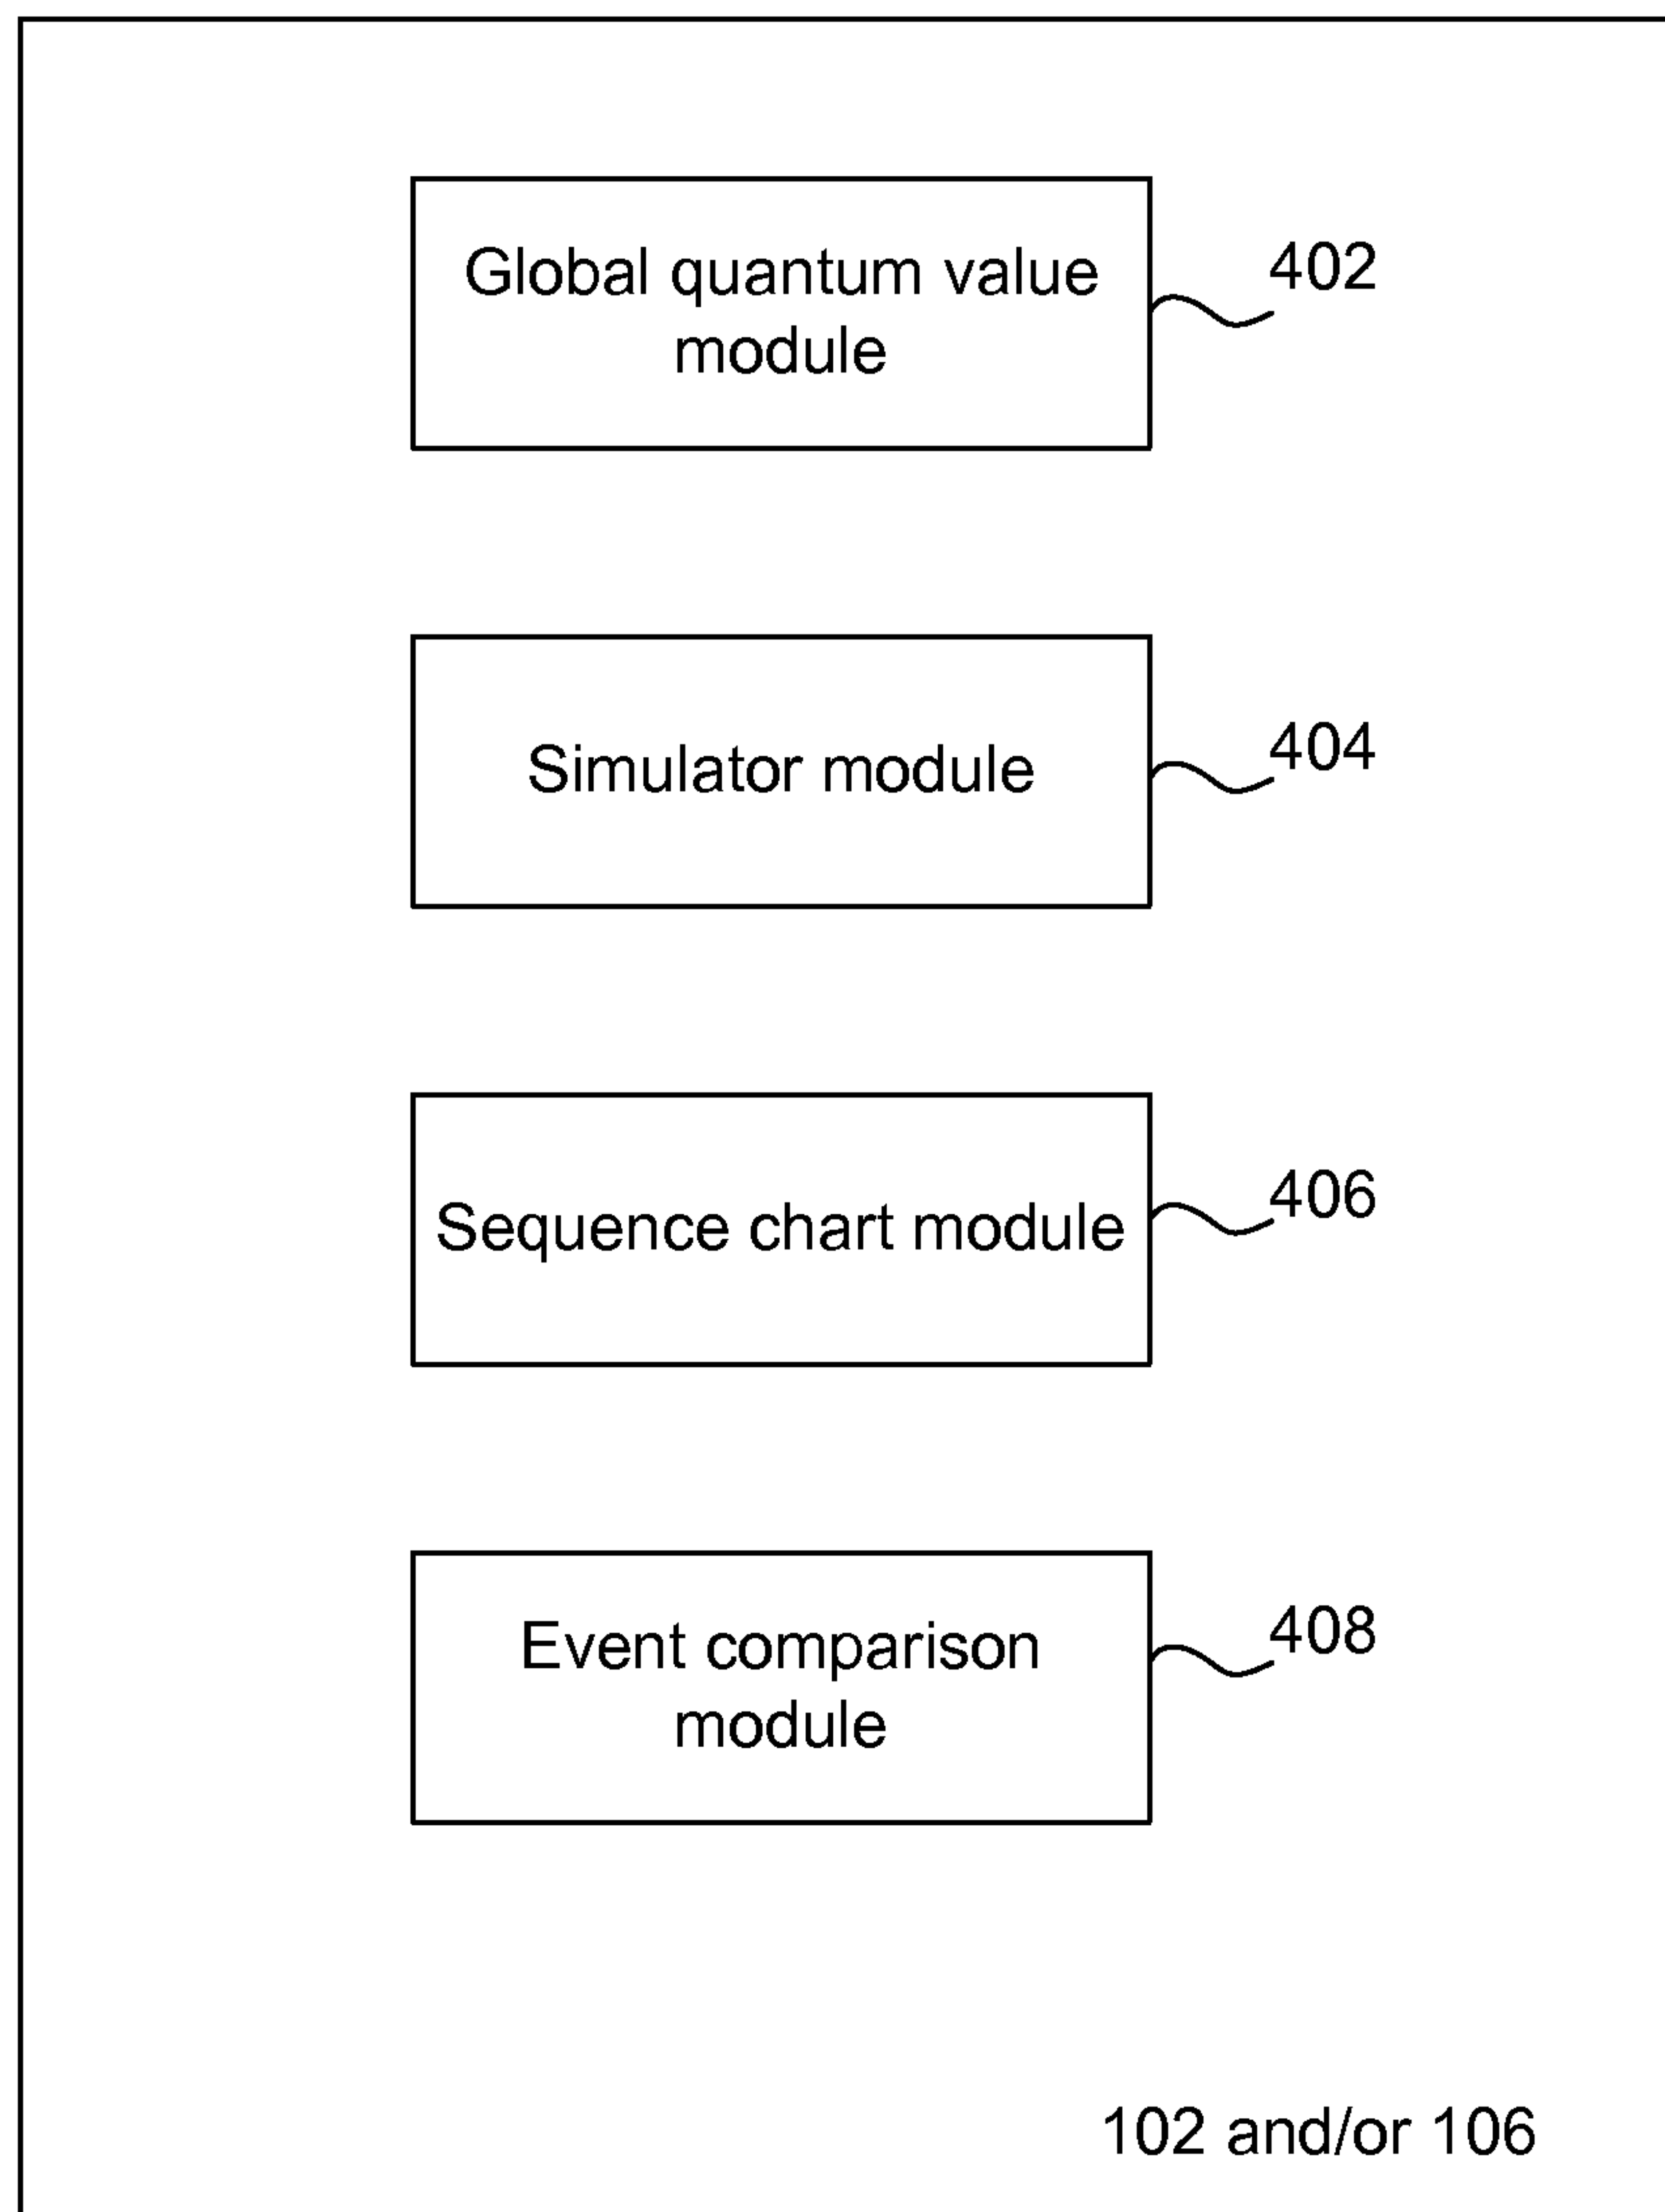 Global quantum value
module
402
Simulator module
404
Sequence chart module
406
Event comparison
module
408
102 and/or 106